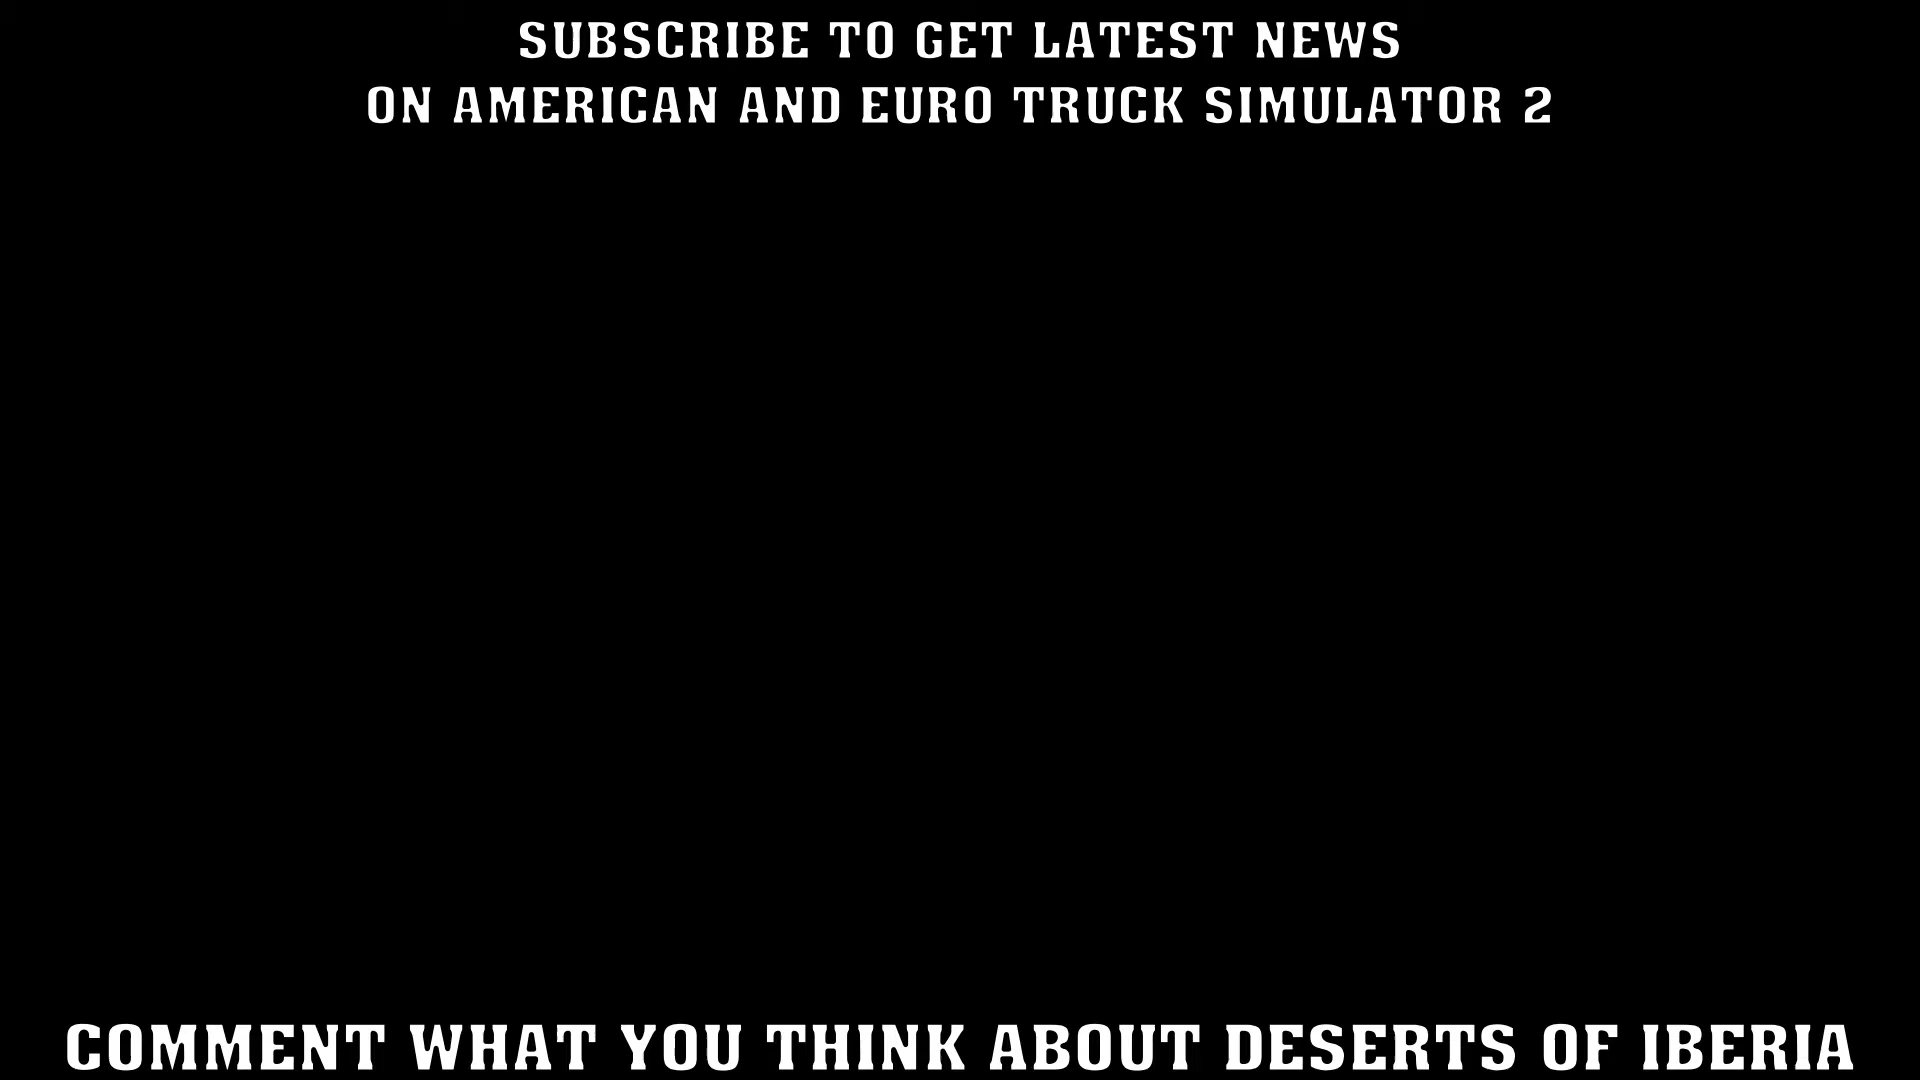 SUBSCRIBE TO GET LATEST NEWS
ON AMERICAN AND EURO TRUCK SIMULATOR 2
COMMENT WHAT YOU THINK ABOUT DESERTS OF IBERIA